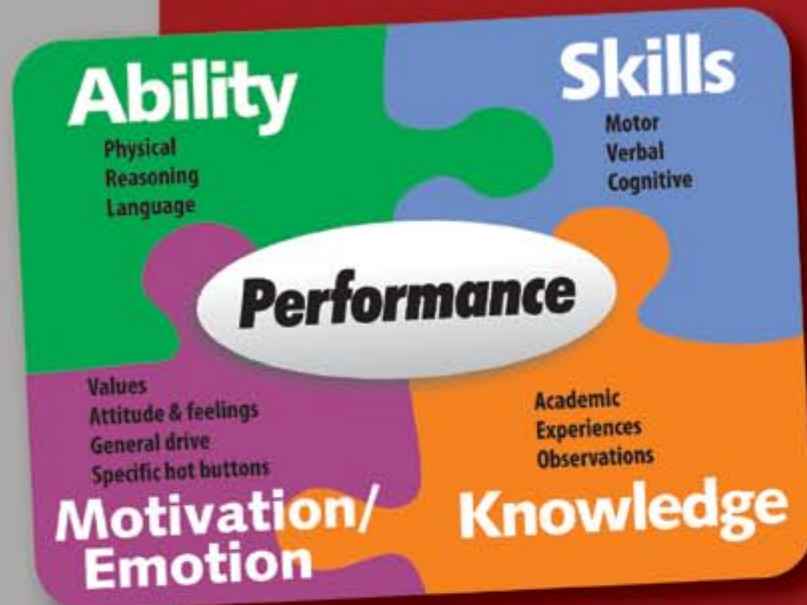 Ability
Physical
Reasoning
Language
Skills
Motor
Verbal
Cognitive
Performance
Values
Attitude & feelings
General drive
Specific hot buttons
Motivation/
Emotion
Academic
Experiences
Observations
Knowledge